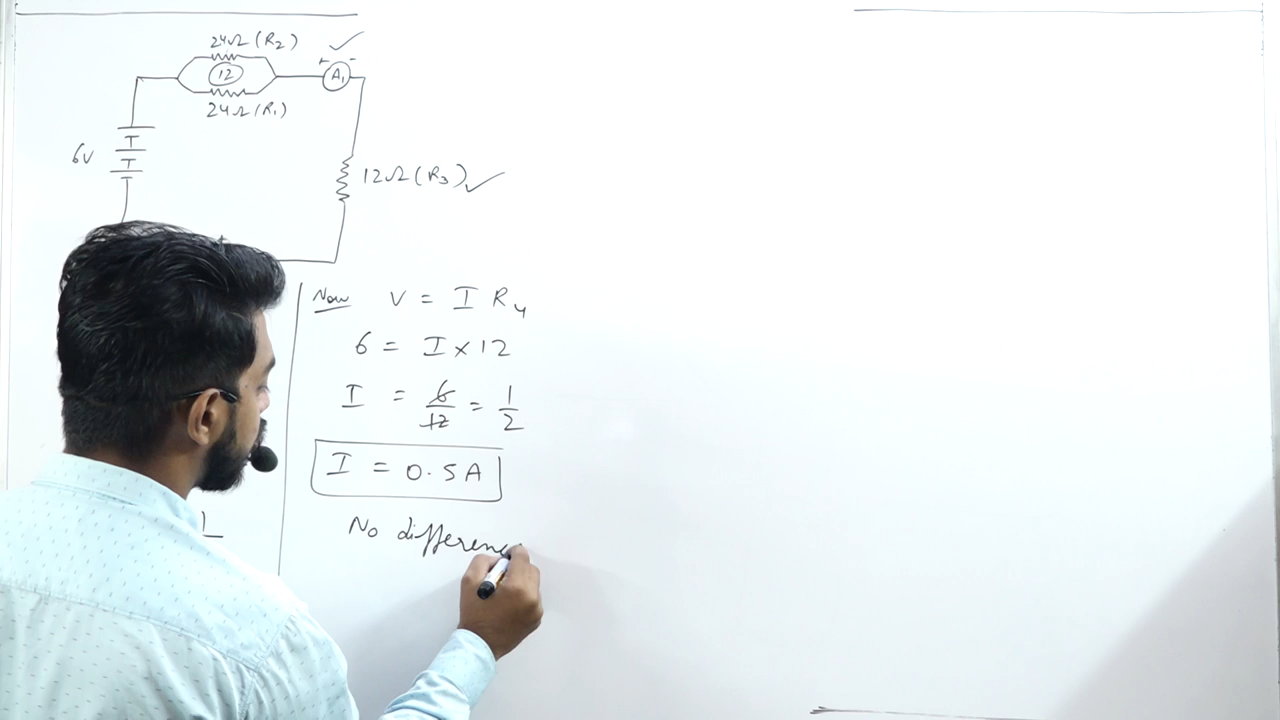 24Ω (R₂) ✓
12
+ -
A₁
24Ω (R₁)
6V
12Ω (R₃) ✓
Now V = I R₄
6 = I × 12
I = 6/12 = 1/2
I = 0.5A
No differenc